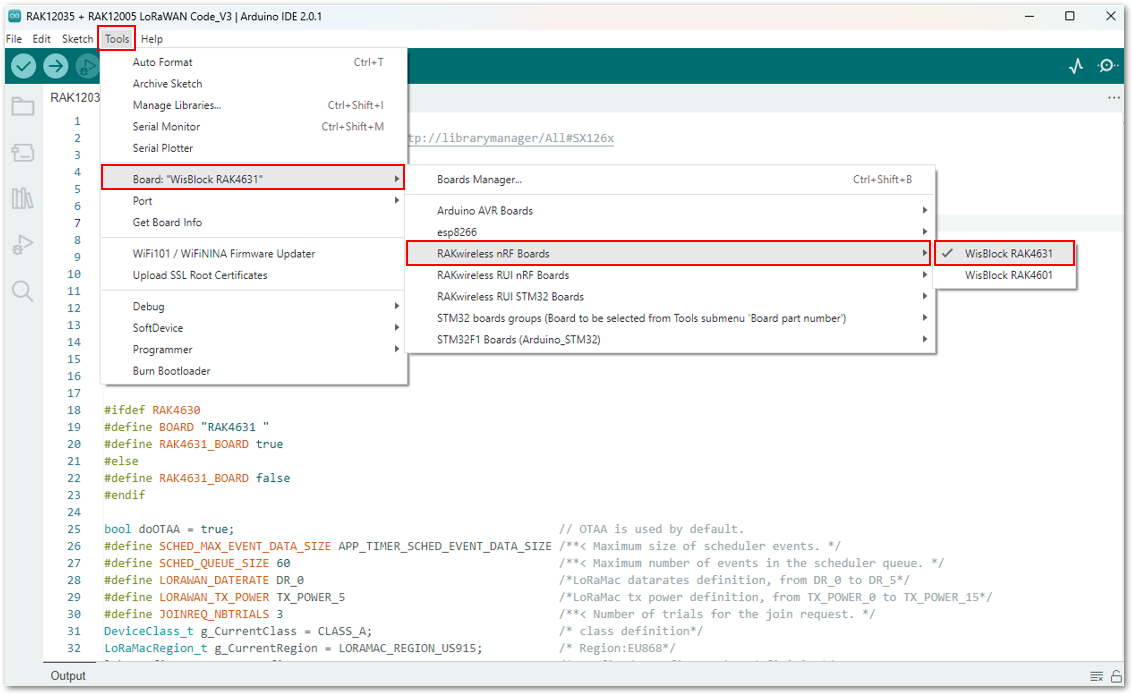 RAK12035 + RAK12005 LoRaWAN Code_V3 | Arduino IDE 2.0.1
File Edit Sketch Tools Help
RAK1203
Auto Format Ctrl+T
Archive Sketch
Manage Libraries... Ctrl+Shift+I
Serial Monitor Ctrl+Shift+M
Serial Plotter
Board: "WisBlock RAK4631"
Port
Get Board Info
WiFi101 / WiFiNINA Firmware Updater
Upload SSL Root Certificates
Debug
SoftDevice
Programmer
Burn Bootloader
Boards Manager... Ctrl+Shift+B
Arduino AVR Boards
esp8266
RAKwireless nRF Boards
RAKwireless RUI nRF Boards
RAKwireless RUI STM32 Boards
STM32 boards groups (Board to be selected from Tools submenu 'Board part number')
STM32F1 Boards (Arduino_STM32)
WisBlock RAK4631
WisBlock RAK4601
1
2 tp://librarymanager/All#SX126x
3
4
5
6
7
8
9
10
11
12
13
14
15
16
17
18 #ifdef RAK4630
19 #define BOARD "RAK4631 "
20 #define RAK4631_BOARD true
21 #else
22 #define RAK4631_BOARD false
23 #endif
24
25 bool doOTAA = true; // OTAA is used by default.
26 #define SCHED_MAX_EVENT_DATA_SIZE APP_TIMER_SCHED_EVENT_DATA_SIZE /**< Maximum size of scheduler events. */
27 #define SCHED_QUEUE_SIZE 60 /**< Maximum number of events in the scheduler queue. */
28 #define LORAWAN_DATERATE DR_0 /*LoRaMac datarates definition, from DR_0 to DR_5*/
29 #define LORAWAN_TX_POWER TX_POWER_5 /*LoRaMac tx power definition, from TX_POWER_0 to TX_POWER_15*/
30 #define JOINREQ_NBTRIALS 3 /**< Number of trials for the join request. */
31 DeviceClass_t g_CurrentClass = CLASS_A; /* class definition*/
32 LoRaMacRegion_t g_CurrentRegion = LORAMAC_REGION_US915; /* Region:EU868*/
Output